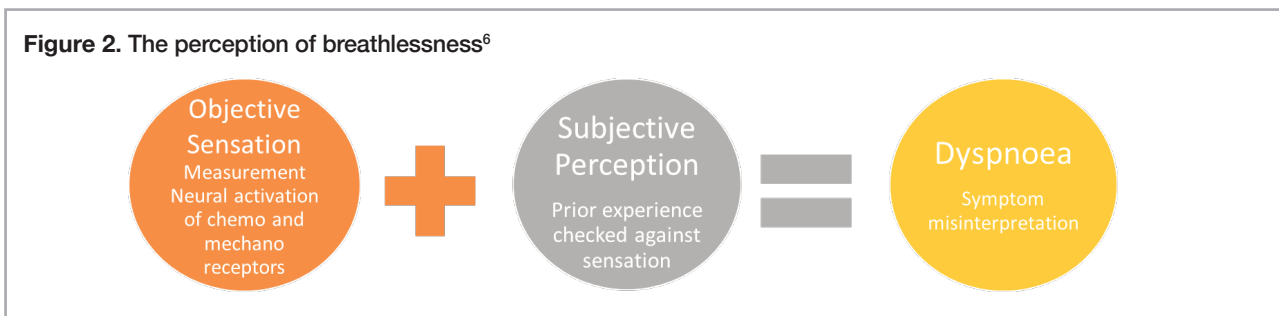 Figure 2. The perception of breathlessness⁶
Objective
Sensation
Measurement
Neural activation
of chemo and
mechano
receptors
Subjective
Perception
Prior experience
checked against
sensation
Dyspnoea
Symptom
misinterpretation